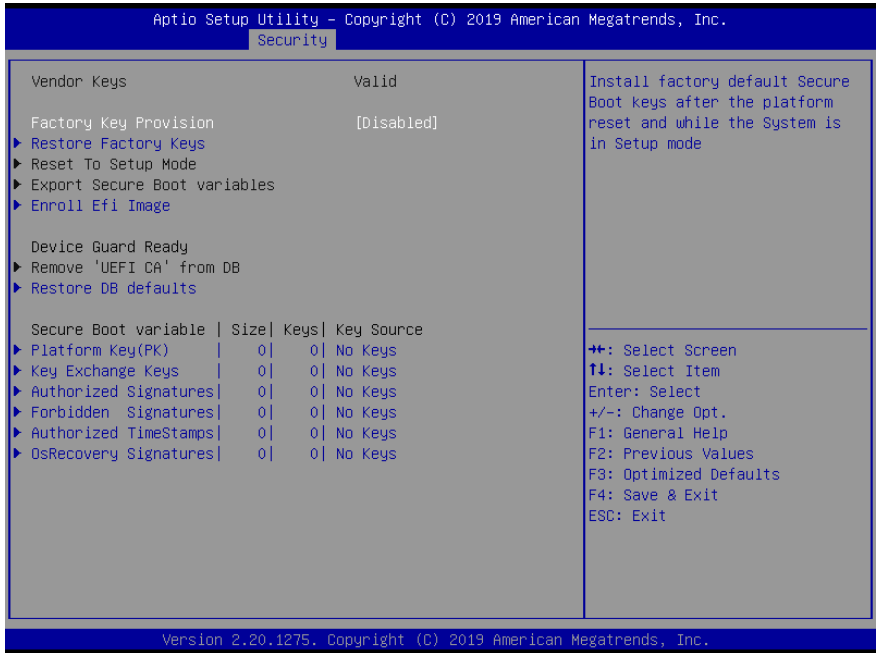 Aptio Setup Utility – Copyright (C) 2019 American Megatrends, Inc.
Security
Vendor Keys Valid
Factory Key Provision [Disabled]
Restore Factory Keys
Reset To Setup Mode
Export Secure Boot variables
Enroll Efi Image
Device Guard Ready
Remove 'UEFI CA' from DB
Restore DB defaults
Secure Boot variable | Size| Keys| Key Source
Platform Key(PK) | 0| 0| No Keys
Key Exchange Keys | 0| 0| No Keys
Authorized Signatures| 0| 0| No Keys
Forbidden Signatures| 0| 0| No Keys
Authorized TimeStamps| 0| 0| No Keys
OsRecovery Signatures| 0| 0| No Keys
Install factory default Secure
Boot keys after the platform
reset and while the System is
in Setup mode
→←: Select Screen
↑↓: Select Item
Enter: Select
+/-: Change Opt.
F1: General Help
F2: Previous Values
F3: Optimized Defaults
F4: Save & Exit
ESC: Exit
Version 2.20.1275. Copyright (C) 2019 American Megatrends, Inc.